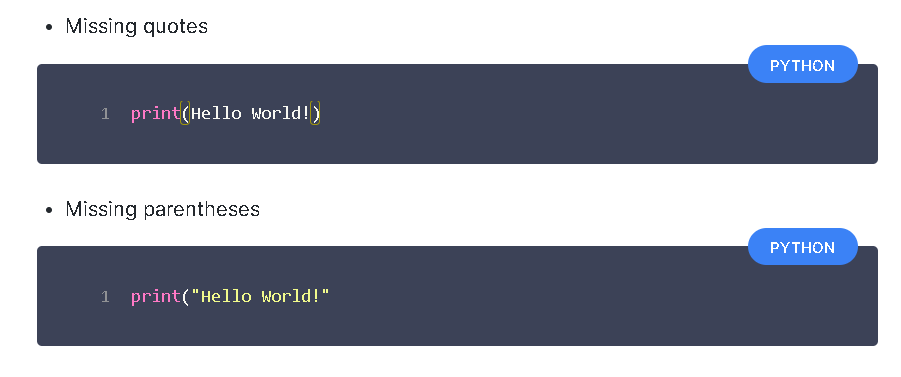 Missing quotes
PYTHON
1 print(Hello World!)
Missing parentheses
PYTHON
1 print("Hello World!"